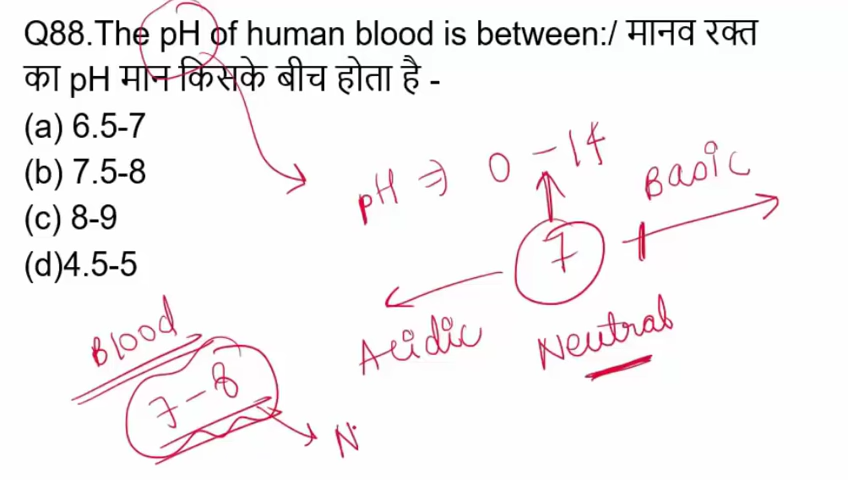 Q88.The pH of human blood is between:/ मानव रक्त
का pH मान किसके बीच होता है -
(a) 6.5-7
(b) 7.5-8
(c) 8-9
(d)4.5-5
pH ⇒ 0 - 14
Basic
7
Acidic
Neutral
Blood
7 - 8
N